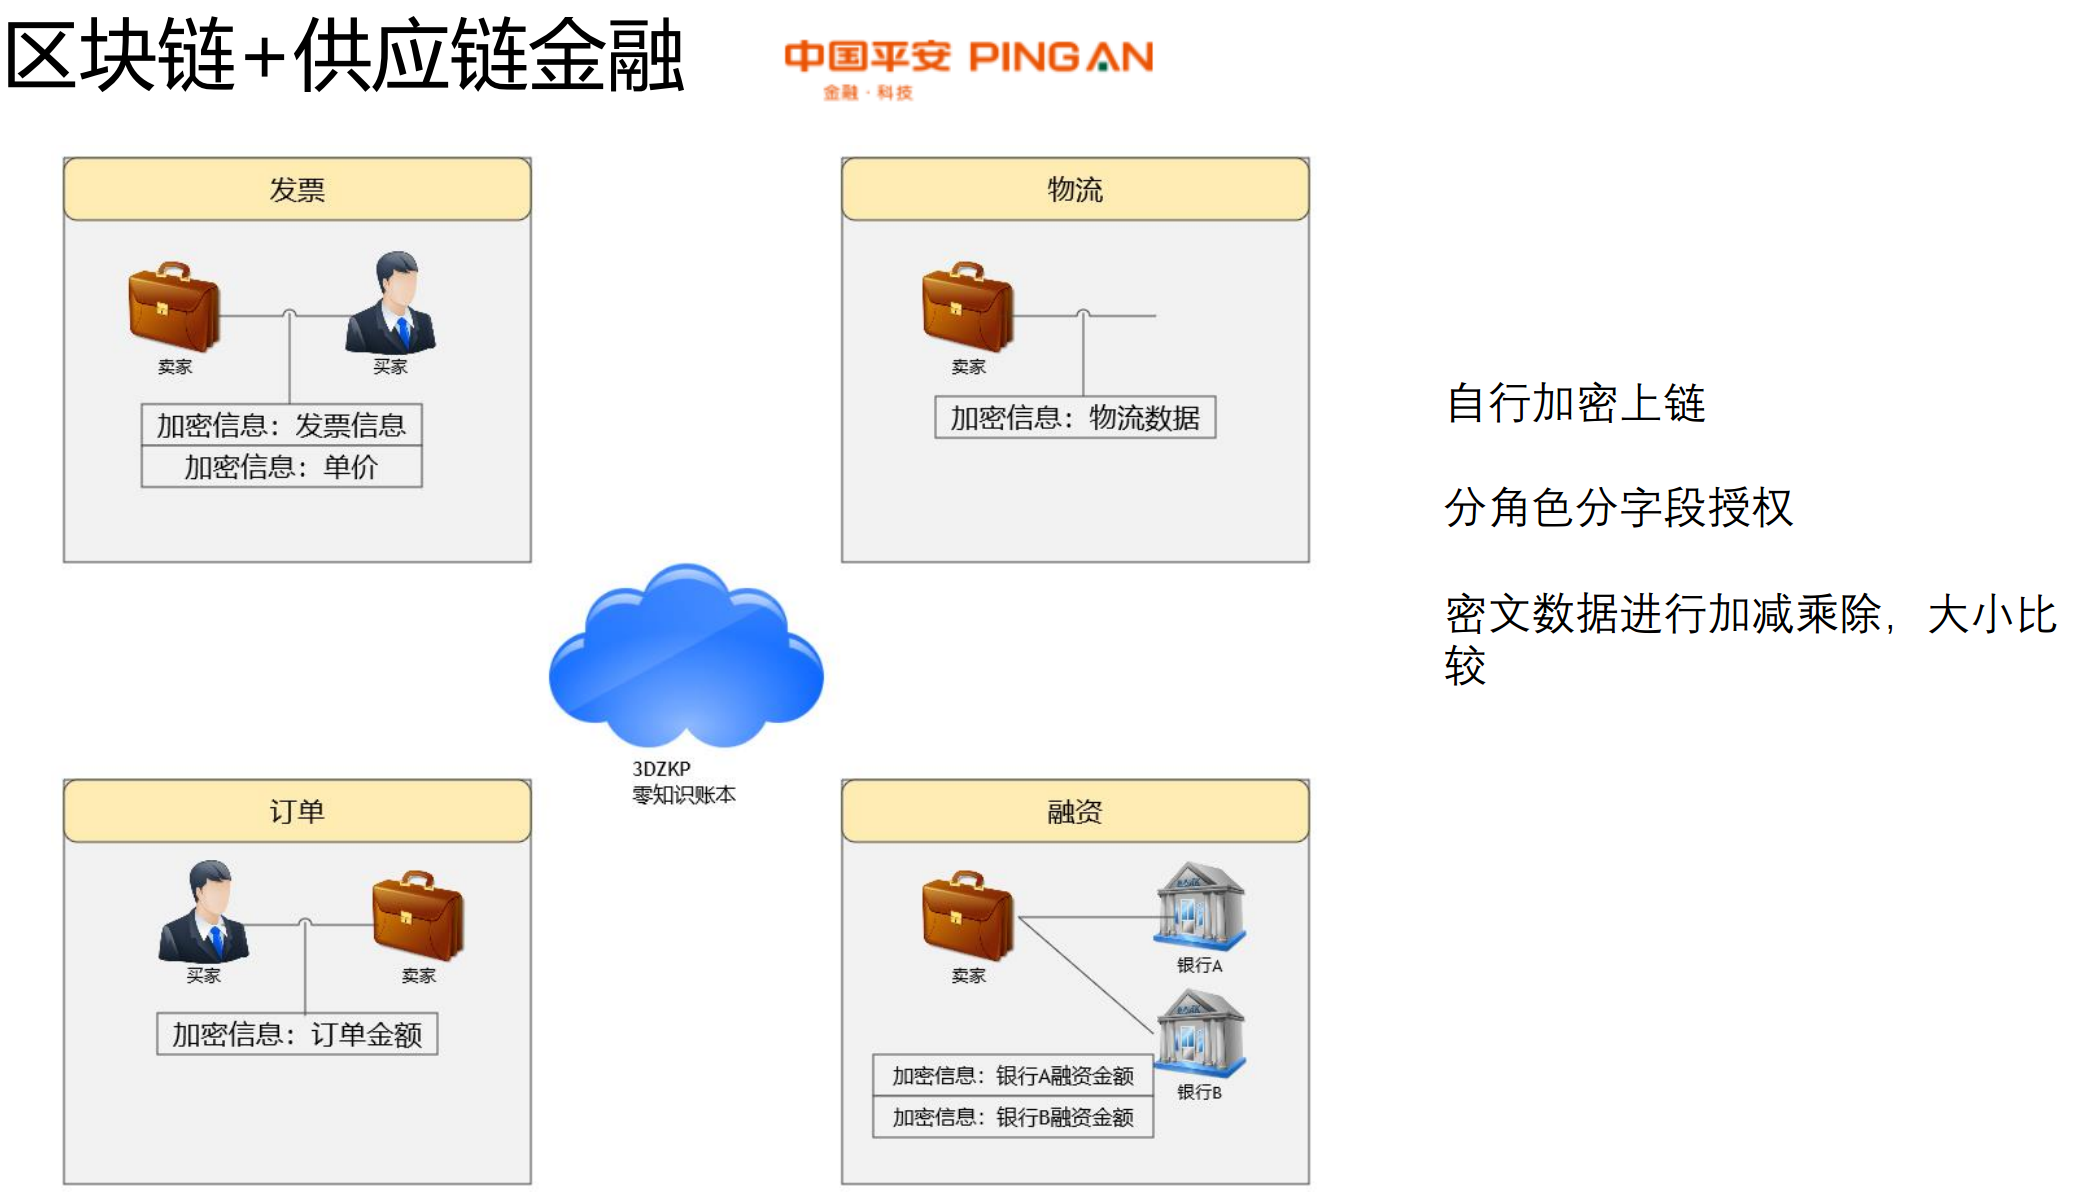 区块链+供应链金融
中国平安 PINGAN
金融·科技
发票
卖家
买家
加密信息：发票信息
加密信息：单价
物流
卖家
加密信息：物流数据
自行加密上链
分角色分字段授权
密文数据进行加减乘除，大小比
较
3DZKP
零知识账本
订单
买家
卖家
加密信息：订单金额
融资
卖家
BANK
银行A
BANK
银行B
加密信息：银行A融资金额
加密信息：银行B融资金额